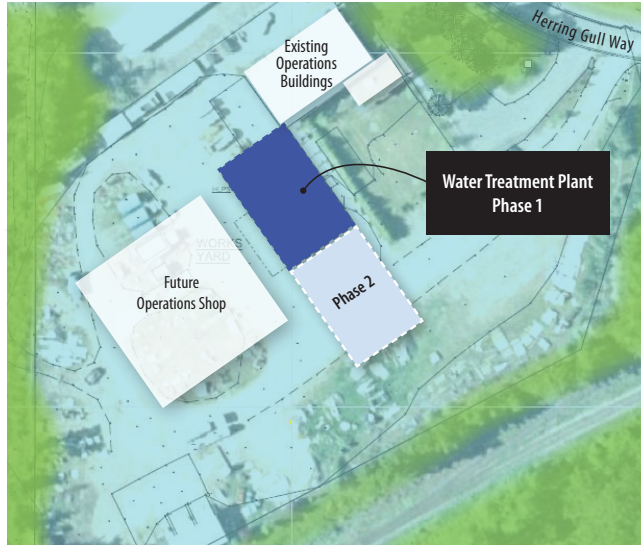 Existing
Operations
Buildings
Herring Gull Way
Water Treatment Plant
Phase 1
WORKS
YARD
Future
Operations Shop
Phase 2